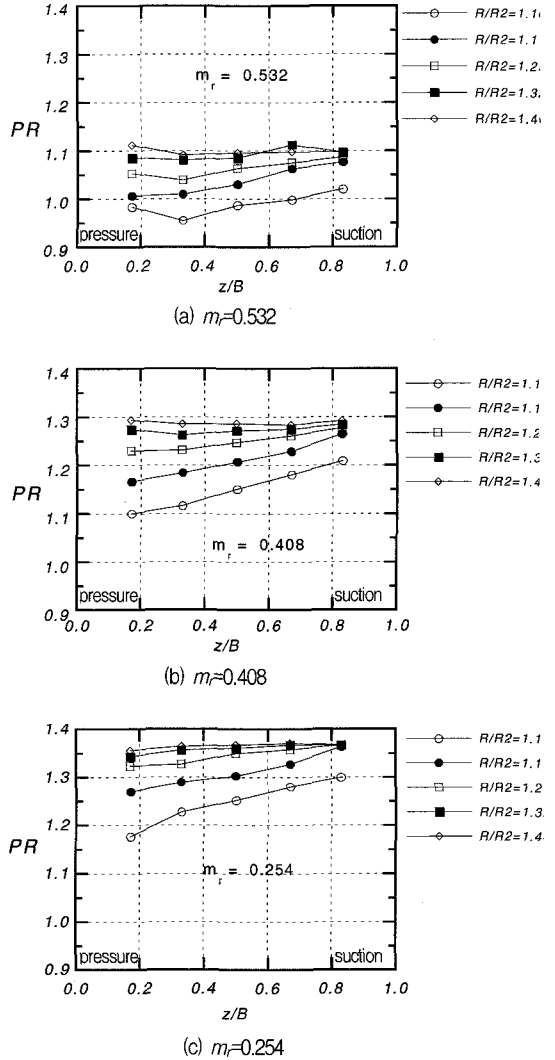 1.4
1.3
1.2
1.1
1.0
0.9
PR
m_r = 0.532
pressure
suction
0.0 0.2 0.4 0.6 0.8 1.0
z/B
R/R2=1.1
R/R2=1.1
R/R2=1.2
R/R2=1.3
R/R2=1.4
(a) m_r=0.532
1.4
1.3
1.2
1.1
1.0
0.9
PR
m_r = 0.408
pressure
suction
0.0 0.2 0.4 0.6 0.8 1.0
z/B
R/R2=1.1
R/R2=1.1
R/R2=1.2
R/R2=1.3
R/R2=1.4
(b) m_r=0.408
1.4
1.3
1.2
1.1
1.0
0.9
PR
m_r = 0.254
pressure
suction
0.0 0.2 0.4 0.6 0.8 1.0
z/B
R/R2=1.1
R/R2=1.1
R/R2=1.2
R/R2=1.3
R/R2=1.4
(c) m_r=0.254